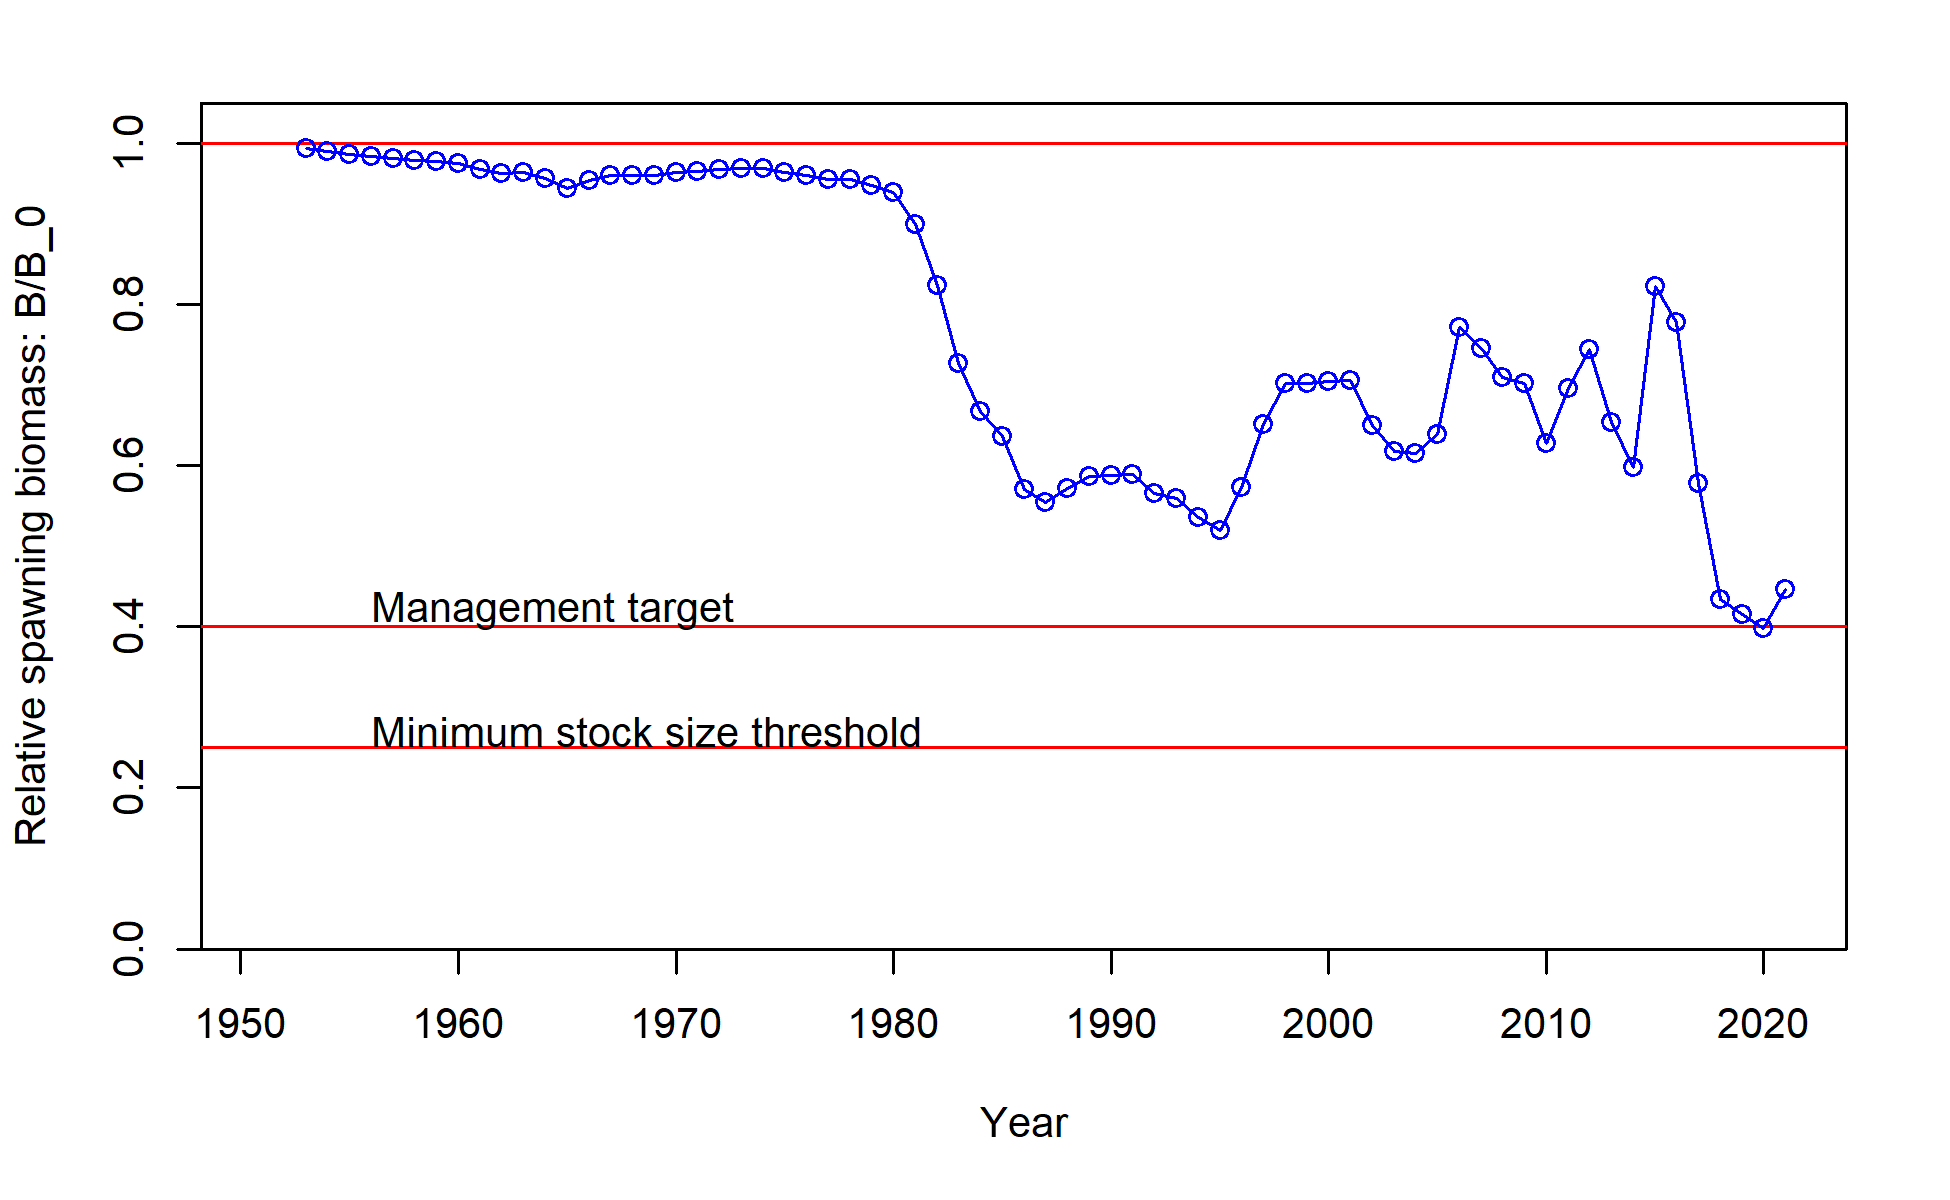 Relative spawning biomass: B/B_0
1.0
0.8
0.6
0.4
0.2
0.0
Management target
Minimum stock size threshold
1950 1960 1970 1980 1990 2000 2010 2020
Year